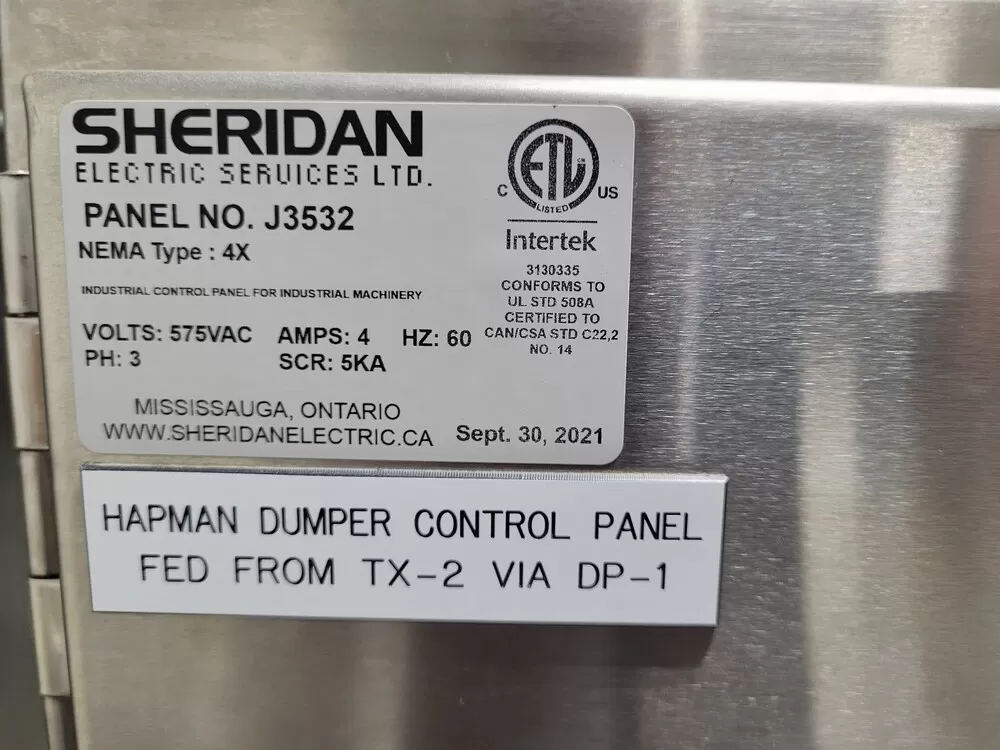 SHERIDAN
ELECTRIC SERVICES LTD.
PANEL NO. J3532
NEMA Type : 4X
INDUSTRIAL CONTROL PANEL FOR INDUSTRIAL MACHINERY
VOLTS: 575VAC AMPS: 4 HZ: 60
PH: 3 SCR: 5KA
MISSISSAUGA, ONTARIO
WWW.SHERIDANELECTRIC.CA Sept. 30, 2021
ETL CM
C US
LISTED
Intertek
3130335
CONFORMS TO
UL STD 508A
CERTIFIED TO
CAN/CSA STD C22,2
NO. 14
HAPMAN DUMPER CONTROL PANEL
FED FROM TX-2 VIA DP-1